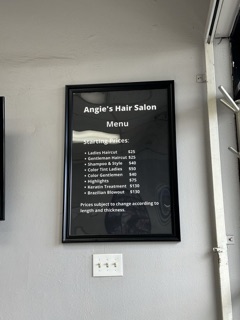 Angie's Hair Salon
Menu
Starting Prices:
• Ladies Haircut $25
• Gentleman Haircut $25
• Shampoo & Style $40
• Color Tint Ladies $50
• Color Gentlemen $40
• Highlights $75
• Keratin Treatment $130
• Brazilian Blowout $130
Prices subject to change according to
length and thickness.